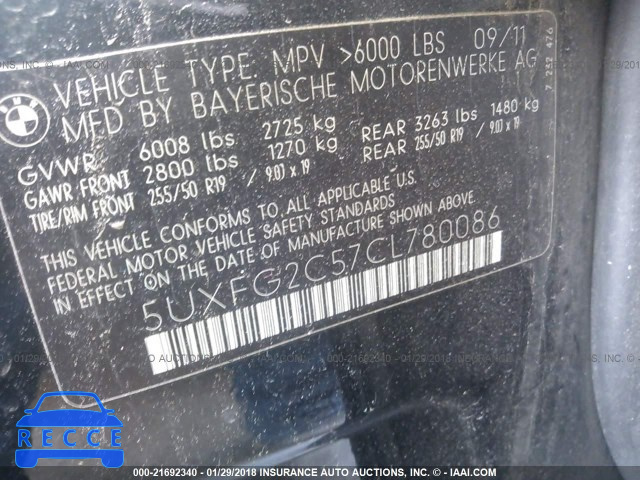 BMW
VEHICLE TYPE MPV >6000 LBS 09/11
MFD BY BAYERISCHE MOTORENWERKE AG
7 252 476
GVWR 6008 lbs 2725 kg
GAWR FRONT 2800 lbs 1270 kg REAR 3263 lbs 1480 kg
TIRE/RIM FRONT 255/50 R19 / 9.0J x 19 REAR 255/50 R19 / 9.0J x 19
THIS VEHICLE CONFORMS TO ALL APPLICABLE U.S.
FEDERAL MOTOR VEHICLE SAFETY STANDARDS
IN EFFECT ON THE DATE OF MANUFACTURE SHOWN ABOVE.
5UXFG2C57CL780086
RECCE
000-21692340 - 01/29/2018 INSURANCE AUTO AUCTIONS, INC. - IAAI.COM